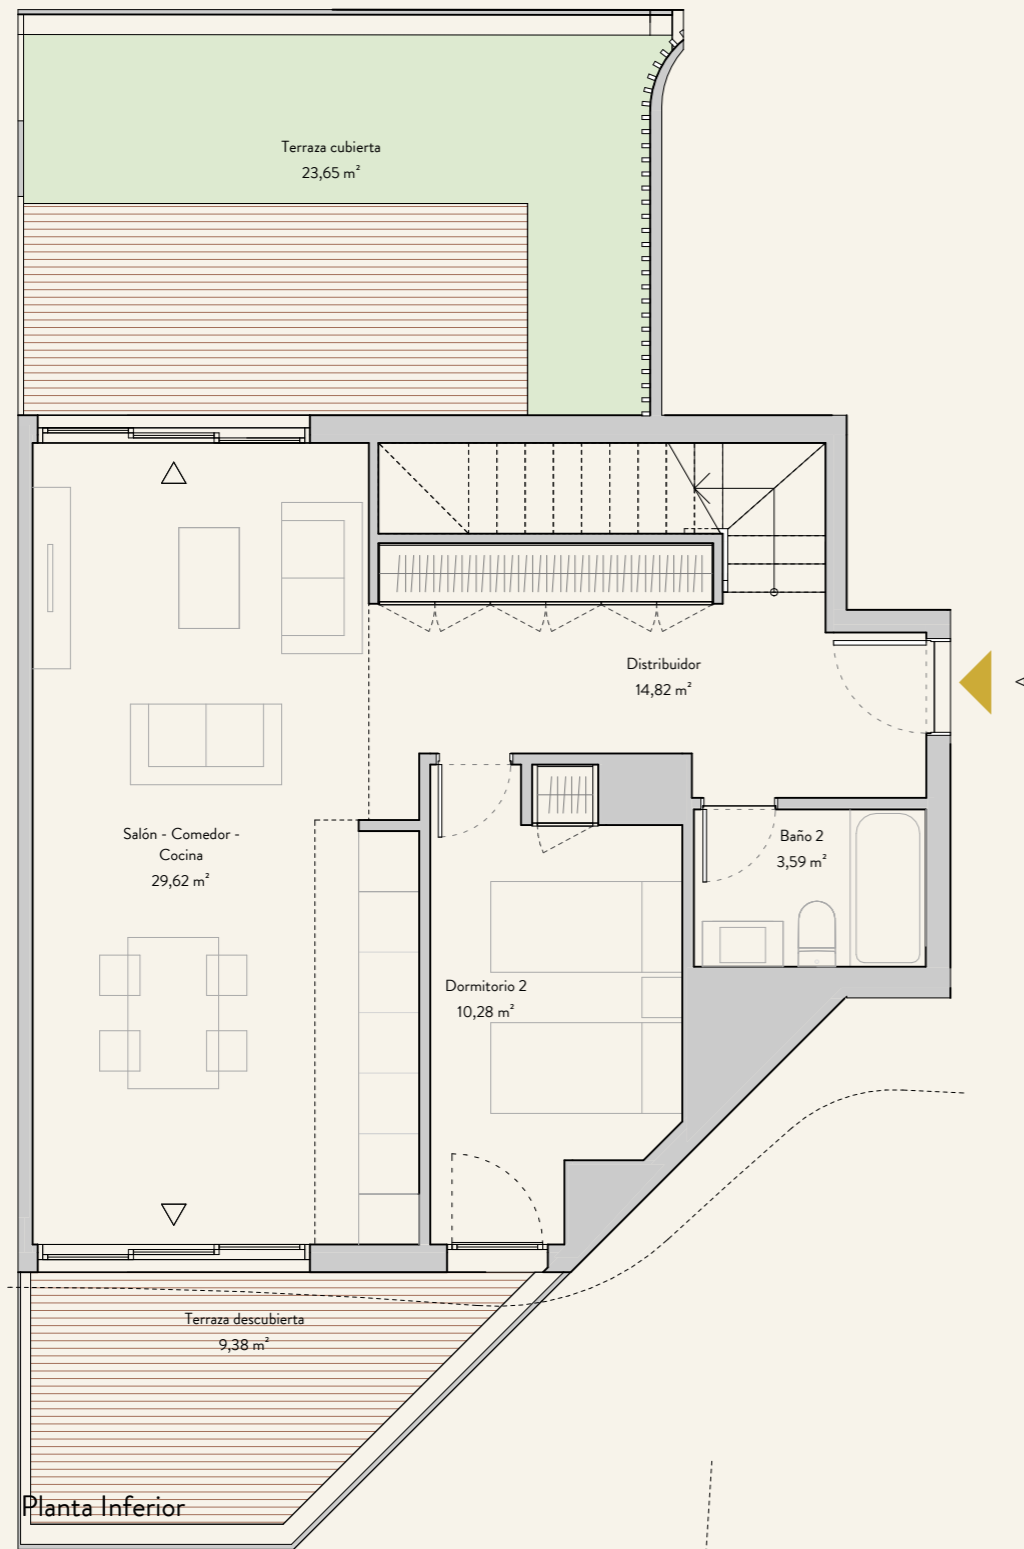 Terraza cubierta
23,65 m²
Distribuidor
14,82 m²
Salón - Comedor -
Cocina
29,62 m²
Baño 2
3,59 m²
Dormitorio 2
10,28 m²
Terraza descubierta
9,38 m²
Planta Inferior